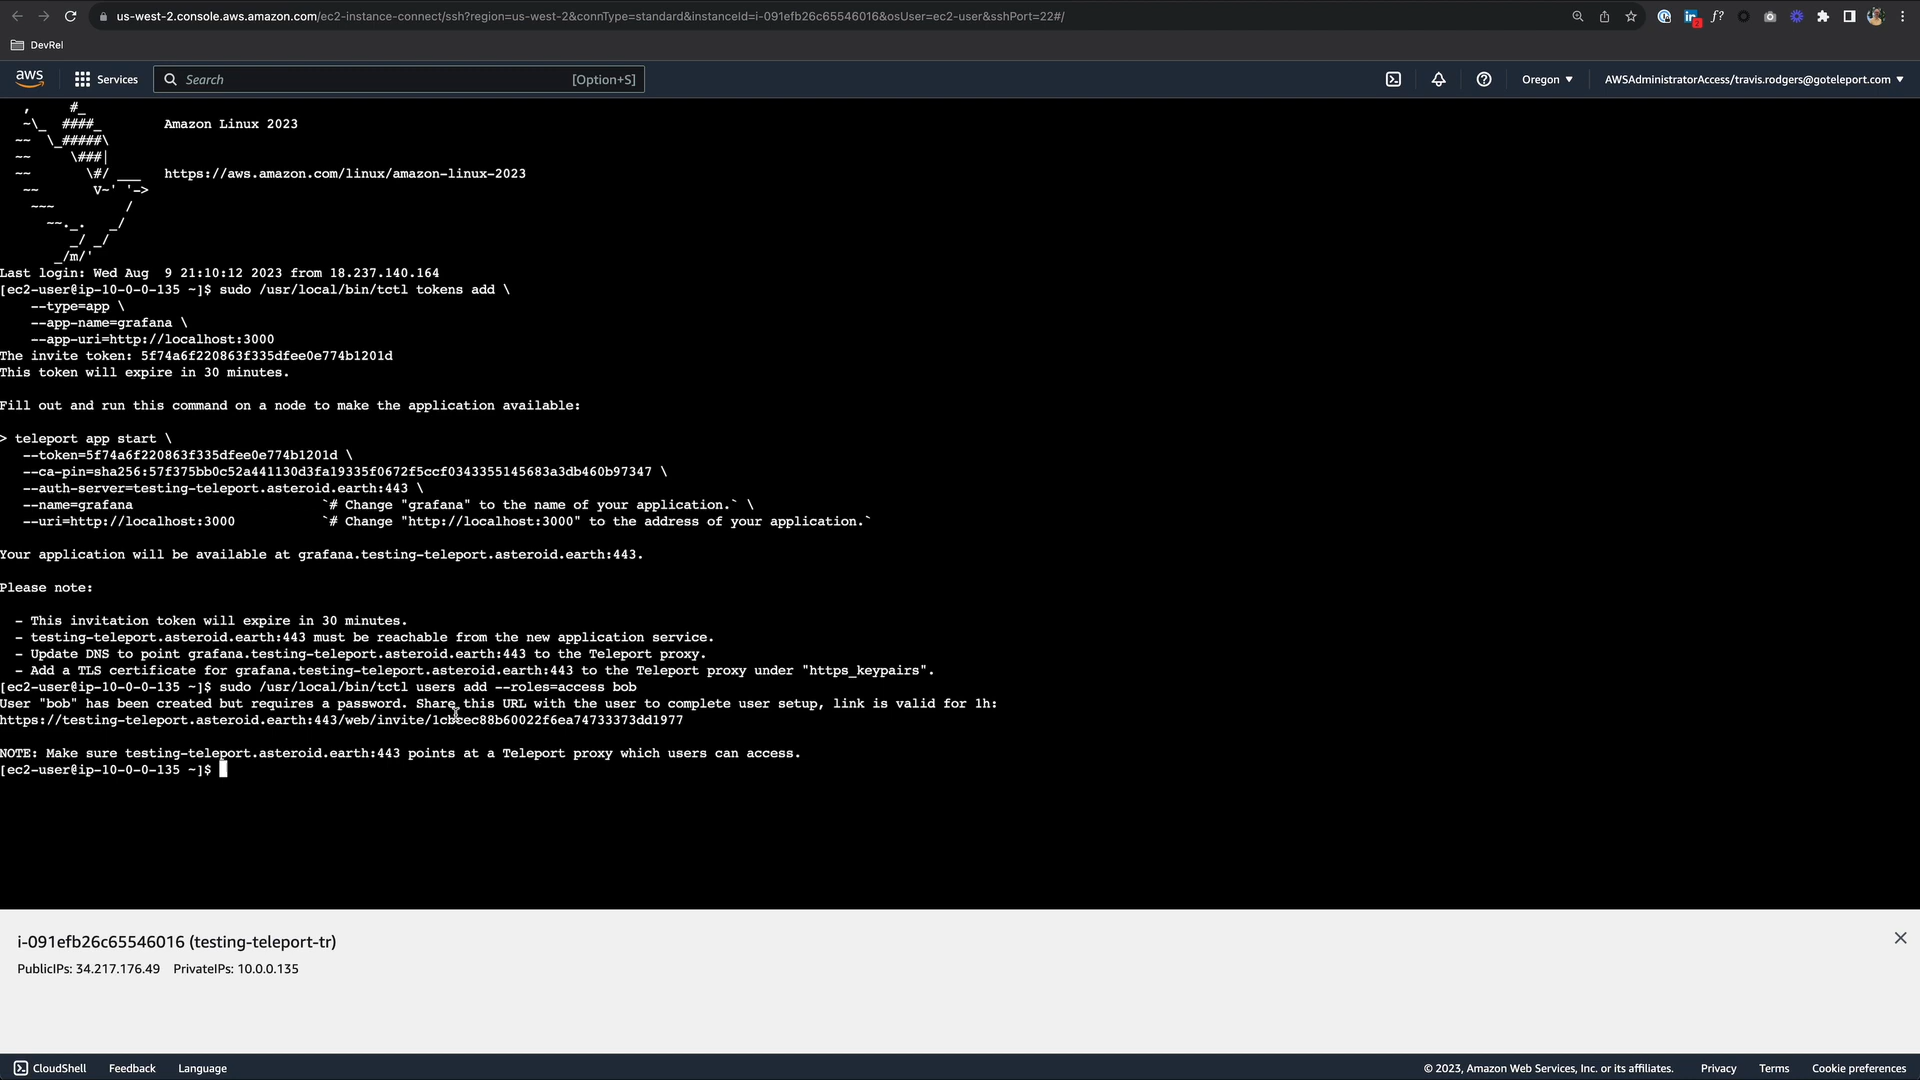 us-west-2.console.aws.amazon.com/ec2-instance-connect/ssh?region=us-west-2&connType=standard&instanceId=i-091efb26c65546016&osUser=ec2-user&sshPort=22#/
DevRel
aws
Services
Search
[Option+S]
Oregon
AWSAdministratorAccess/travis.rodgers@goteleport.com
   ,     #_
   ~\_  ####_        Amazon Linux 2023
  ~~  \_#####\
  ~~     \###|
  ~~       \#/ ___   https://aws.amazon.com/linux/amazon-linux-2023
   ~~       V~' '->
    ~~~         /
      ~~._.   _/
         _/ _/
       _/m/'
Last login: Wed Aug  9 21:10:12 2023 from 18.237.140.164
[ec2-user@ip-10-0-0-135 ~]$ sudo /usr/local/bin/tctl tokens add \
    --type=app \
    --app-name=grafana \
    --app-uri=http://localhost:3000
The invite token: 5f74a6f220863f335dfee0e774b1201d
This token will expire in 30 minutes.
Fill out and run this command on a node to make the application available:
> teleport app start \
   --token=5f74a6f220863f335dfee0e774b1201d \
   --ca-pin=sha256:57f375bb0c52a441130d3fa19335f0672f5ccf0343355145683a3db460b97347 \
   --auth-server=testing-teleport.asteroid.earth:443 \
   --name=grafana                        `# Change "grafana" to the name of your application.` \
   --uri=http://localhost:3000           `# Change "http://localhost:3000" to the address of your application.`
Your application will be available at grafana.testing-teleport.asteroid.earth:443.
Please note:
  - This invitation token will expire in 30 minutes.
  - testing-teleport.asteroid.earth:443 must be reachable from the new application service.
  - Update DNS to point grafana.testing-teleport.asteroid.earth:443 to the Teleport proxy.
  - Add a TLS certificate for grafana.testing-teleport.asteroid.earth:443 to the Teleport proxy under "https_keypairs".
[ec2-user@ip-10-0-0-135 ~]$ sudo /usr/local/bin/tctl users add --roles=access bob
User "bob" has been created but requires a password. Share this URL with the user to complete user setup, link is valid for 1h:
https://testing-teleport.asteroid.earth:443/web/invite/
NOTE: Make sure testing-teleport.asteroid.earth:443 points at a Teleport proxy which users can access.
[ec2-user@ip-10-0-0-135 ~]$
i-091efb26c65546016 (testing-teleport-tr)
PublicIPs: 34.217.176.49    PrivateIPs: 10.0.0.135
CloudShell
Feedback
Language
© 2023, Amazon Web Services, Inc. or its affiliates.
Privacy
Terms
Cookie preferences